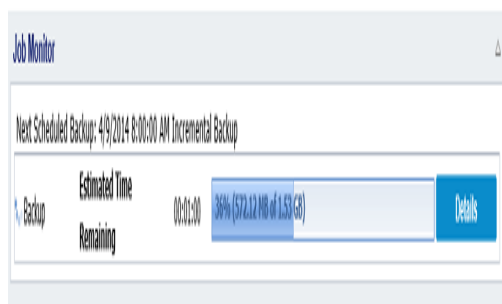 Job Monitor
Next Scheduled Backup: 4/9/2014 8:00:00 AM Incremental Backup
Backup
Estimated Time
Remaining
00:01:00
36% (572.12 MB of 1.53 GB)
Details